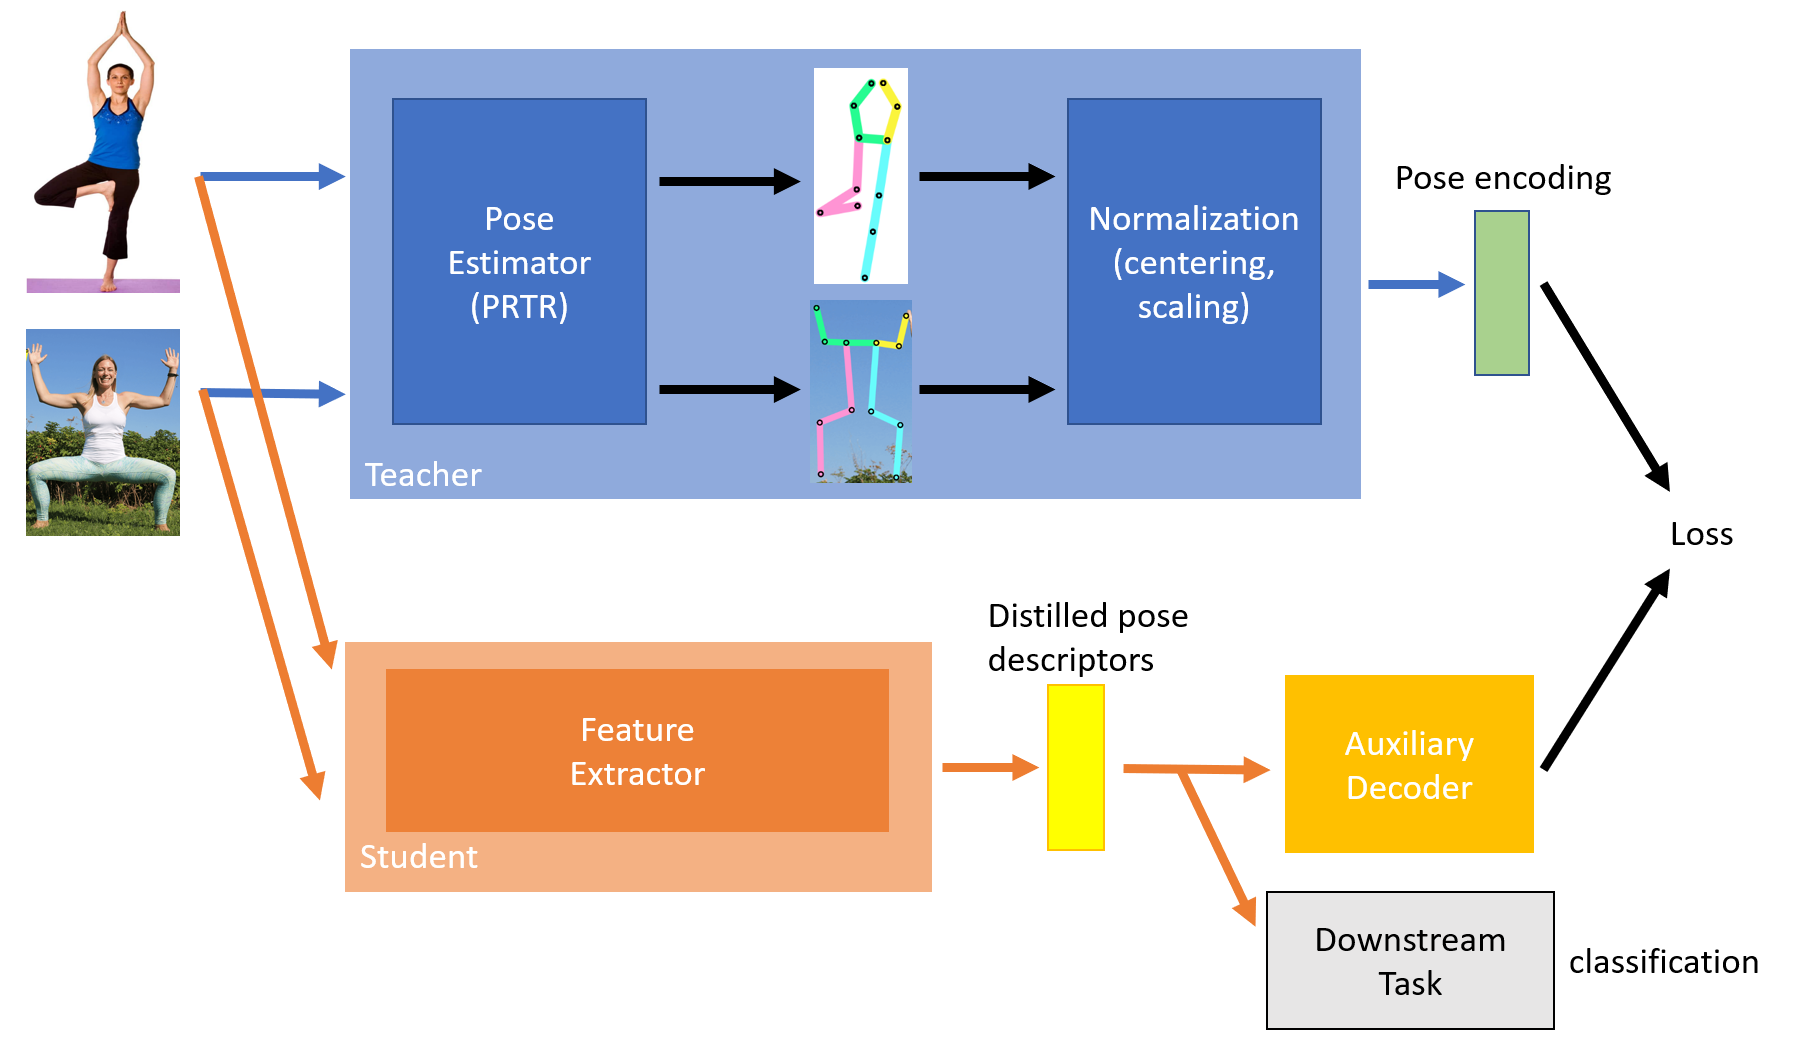 Pose
Estimator
(PRTR)
Normalization
(centering,
scaling)
Teacher
Pose encoding
Loss
Distilled pose
descriptors
Feature
Extractor
Student
Auxiliary
Decoder
Downstream
Task
classification